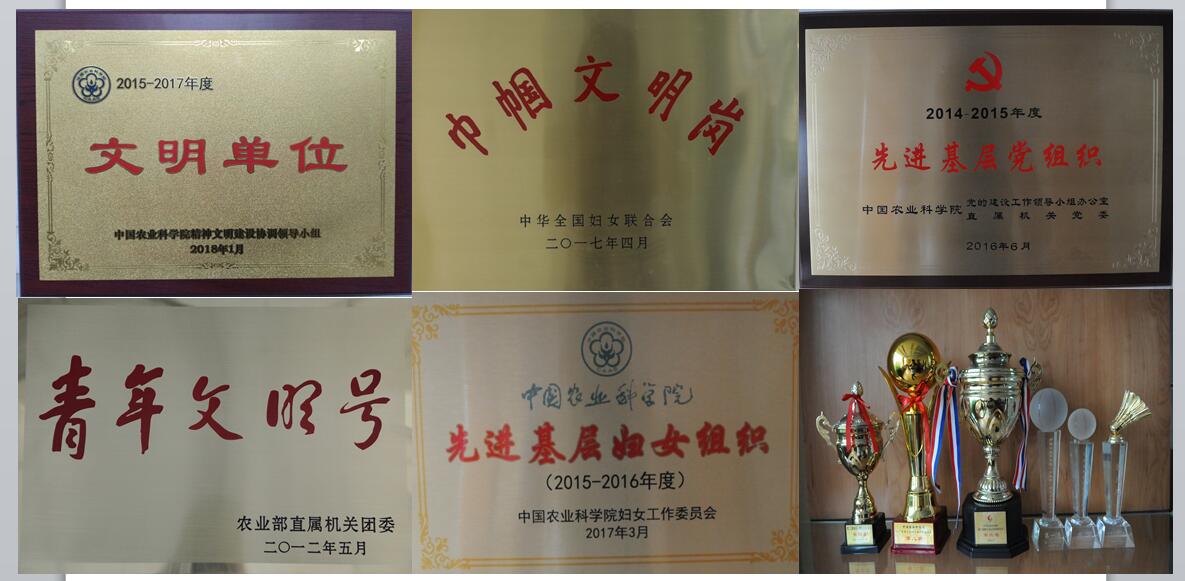 2015-2017年度
文明单位
中国农业科学院精神文明建设协调领导小组
2018年1月
巾帼文明岗
中华全国妇女联合会
二〇一七年四月
2014-2015年度
先进基层党组织
中国农业科学院 党的建设工作领导小组办公室
直属机关党委
2016年6月
青年文明号
农业部直属机关团委
二〇一二年五月
中国农业科学院
先进基层妇女组织
(2015-2016年度)
中国农业科学院妇女工作委员会
2017年3月